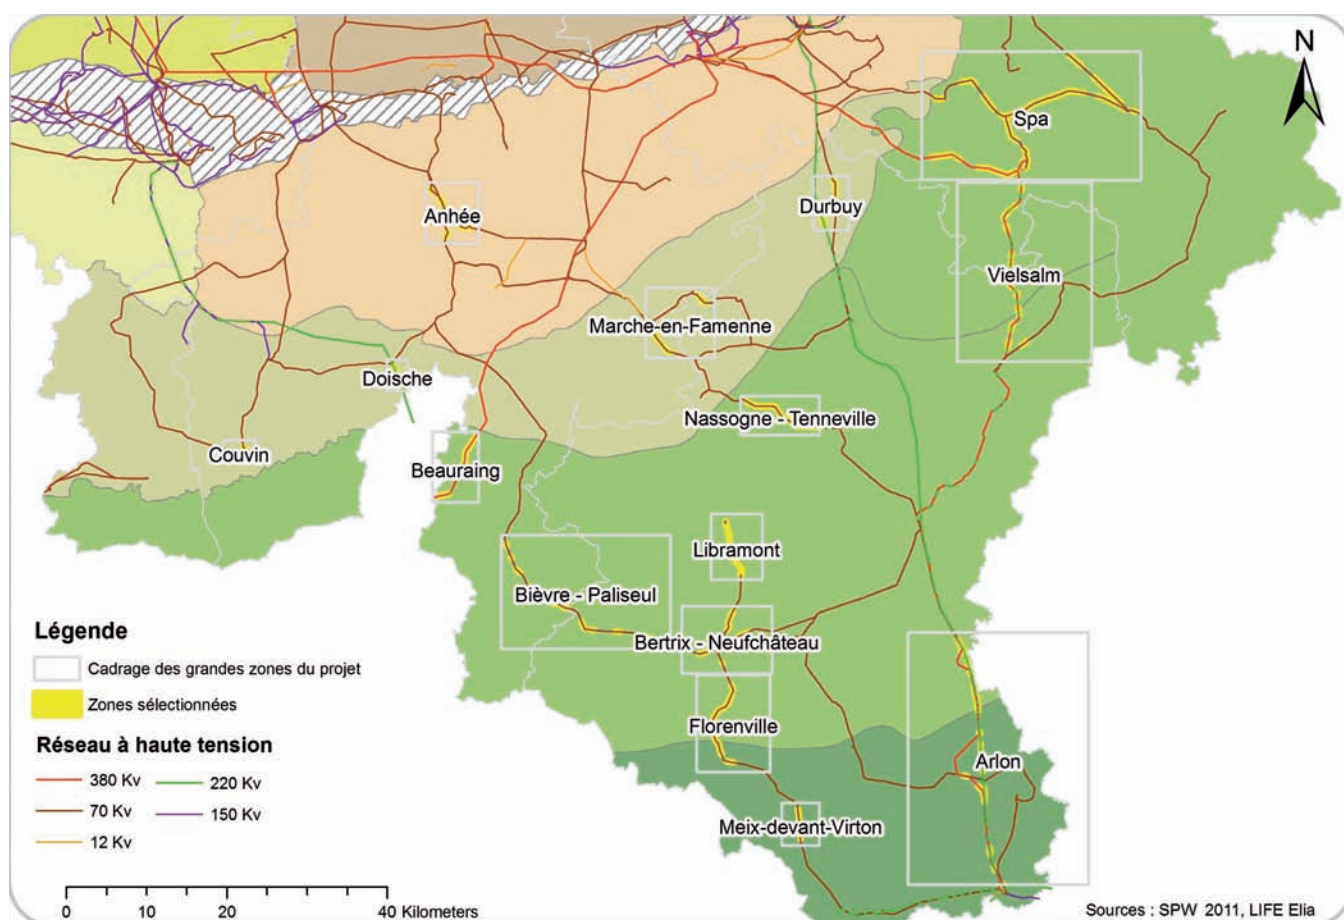 N
Spa
Anhée
Durbuy
Vielsalm
Marche-en-Famenne
Doische
Nassogne - Tenneville
Couvin
Beauraing
Libramont
Bièvre - Paliseul
Bertrix - Neufchâteau
Florenville
Arlon
Meix-devant-Virton
Légende
Cadrage des grandes zones du projet
Zones sélectionnées
Réseau à haute tension
380 Kv 220 Kv
70 Kv 150 Kv
12 Kv
0 10 20 40 Kilometers
Sources : SPW 2011, LIFE Elia